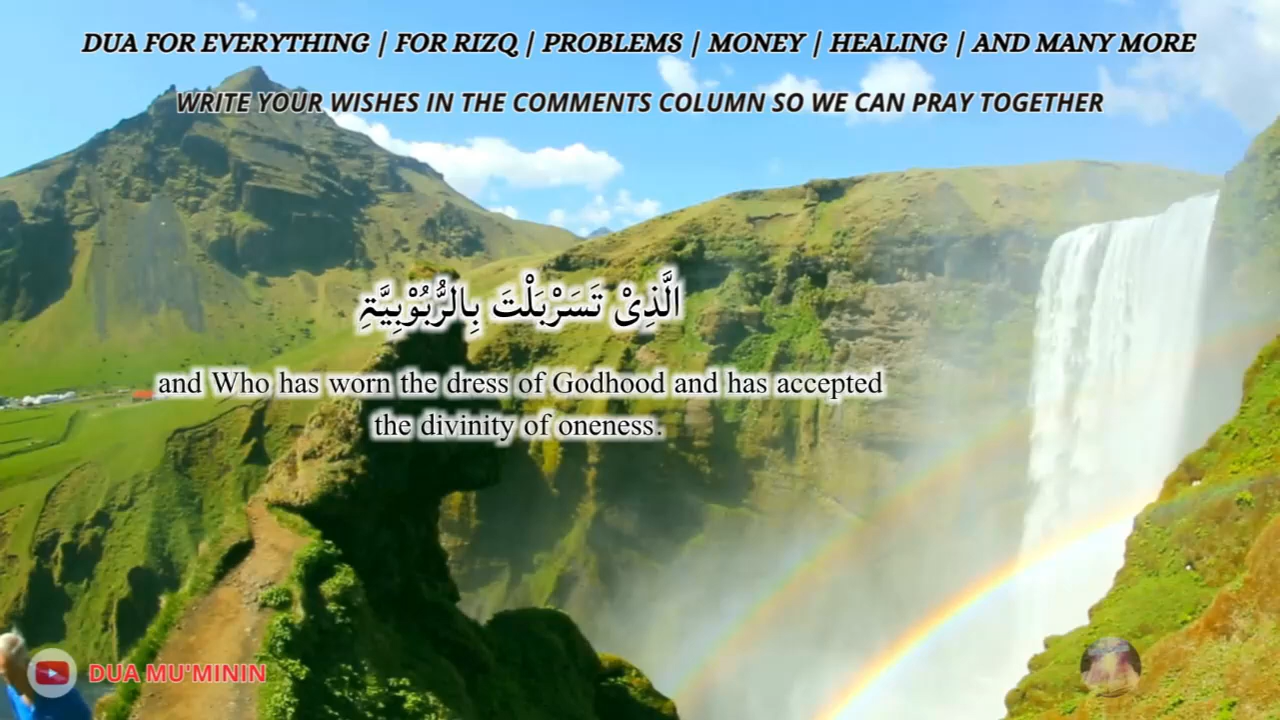 DUA FOR EVERYTHING | FOR RIZQ | PROBLEMS | MONEY | HEALING | AND MANY MORE
WRITE YOUR WISHES IN THE COMMENTS COLUMN SO WE CAN PRAY TOGETHER
الَّذِیْ تَسَرْبَلْتَ بِالرُّبُوْبِیَّۃِ
and Who has worn the dress of Godhood and has accepted
the divinity of oneness.
DUA MU'MININ